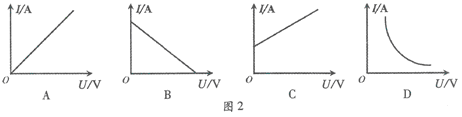 I/A I/A I/A I/A
O U/V O U/V O U/V O U/V
A B C D
图 2